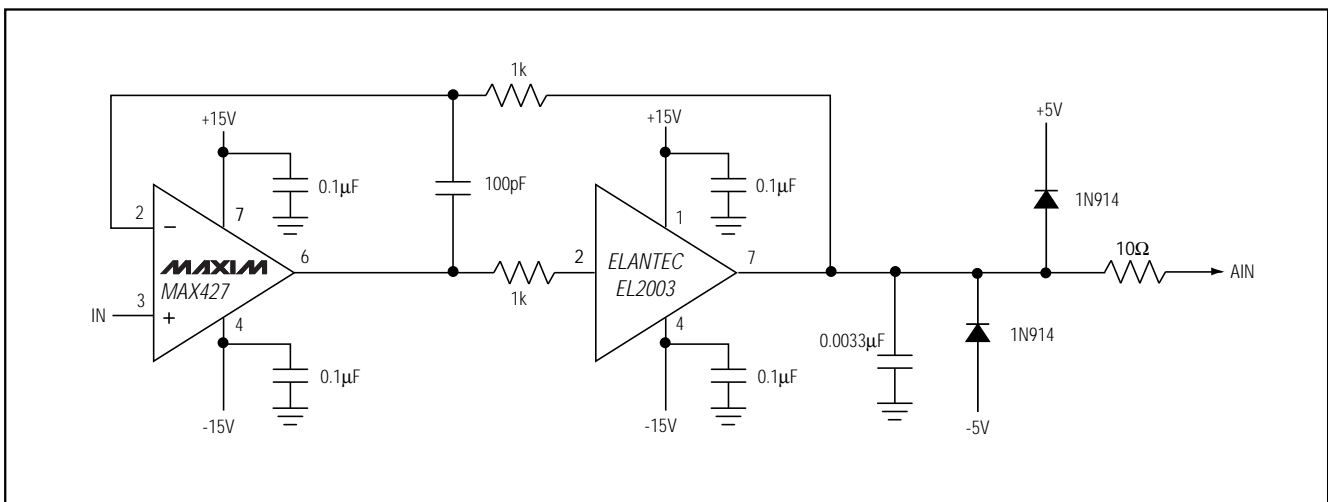 1k
+15V
+15V
+5V
0.1µF
100pF
0.1µF
1N914
2
7
1
−
6
2
ELANTEC
7
10Ω
MAXIM
MAX427
EL2003
AIN
3
1k
IN
+
4
4
0.0033µF
1N914
0.1µF
0.1µF
-15V
-15V
-5V